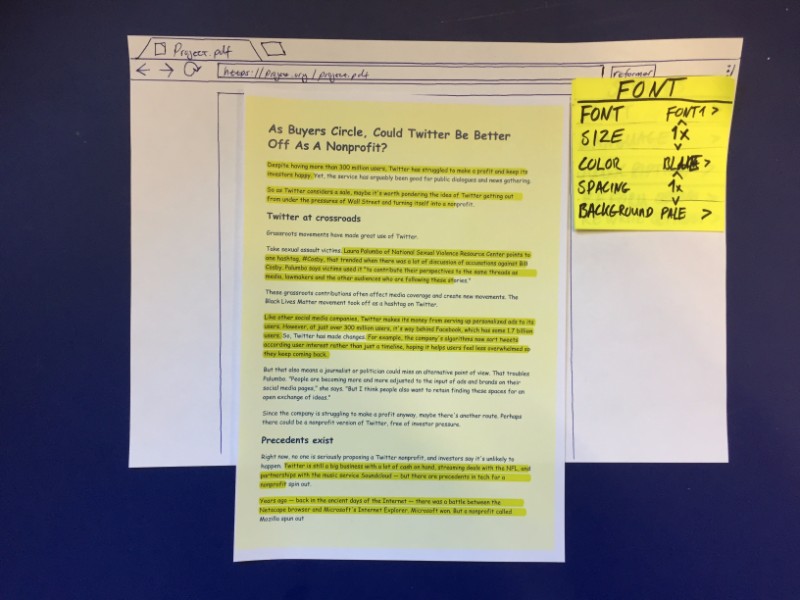 Project.pdf
https://projno.org/project.pdf
reformar
FONT
FONT FONT1 >
SIZE 1x
COLOR BLACK >
SPACING 1x
BACKGROUND PALE >
As Buyers Circle, Could Twitter Be Better
Off As A Nonprofit?
Despite having more than 300 million users, Twitter has struggled to make a profit and keep its
investors happy. Yet, the service has arguably been good for public dialogues and news gathering.
So as Twitter considers a sale, maybe it's worth pondering the idea of Twitter getting out
from under the pressures of Wall Street and turning itself into a nonprofit.
Twitter at crossroads
Grassroots movements have made great use of Twitter.
Take sexual assault victims. Laura Palumbo of National Sexual Violence Resource Center points to
one hashtag, #Cosby, that trended when there was a lot of discussion of accusations against Bill
Cosby. Palumbo says victims used it "to contribute their perspectives to the same threads as
media, lawmakers and the other audiences who are following these stories."
These grassroots contributions often affect media coverage and create new movements. The
Black Lives Matter movement took off as a hashtag on Twitter.
Like other social media companies, Twitter makes its money from serving up personalized ads to its
users. However, at just over 300 million users, it's way behind Facebook, which has some 1.7 billion
users. So, Twitter has made changes. For example, the company's algorithms now sort tweets
according user interest rather than just a timeline, hoping it helps users feel less overwhelmed so
they keep coming back.
But that also means a journalist or politician could miss an alternative point of view. That troubles
Palumbo. "People are becoming more and more adjusted to the input of ads and brands on their
social media pages," she says. "But I think people also want to retain finding these spaces for an
open exchange of ideas."
Since the company is struggling to make a profit anyway, maybe there's another route. Perhaps
there could be a nonprofit version of Twitter, free of investor pressure.
Precedents exist
Right now, no one is seriously proposing a Twitter nonprofit, and investors say it's unlikely to
happen. Twitter is still a big business with a lot of cash on hand, streaming deals with the NFL, and
partnerships with the music service Soundcloud — but there are precedents in tech for a
nonprofit spin out.
Years ago — back in the ancient days of the Internet — there was a battle between the
Netscape browser and Microsoft's Internet Explorer. Microsoft won. But a nonprofit called
Mozilla spun out